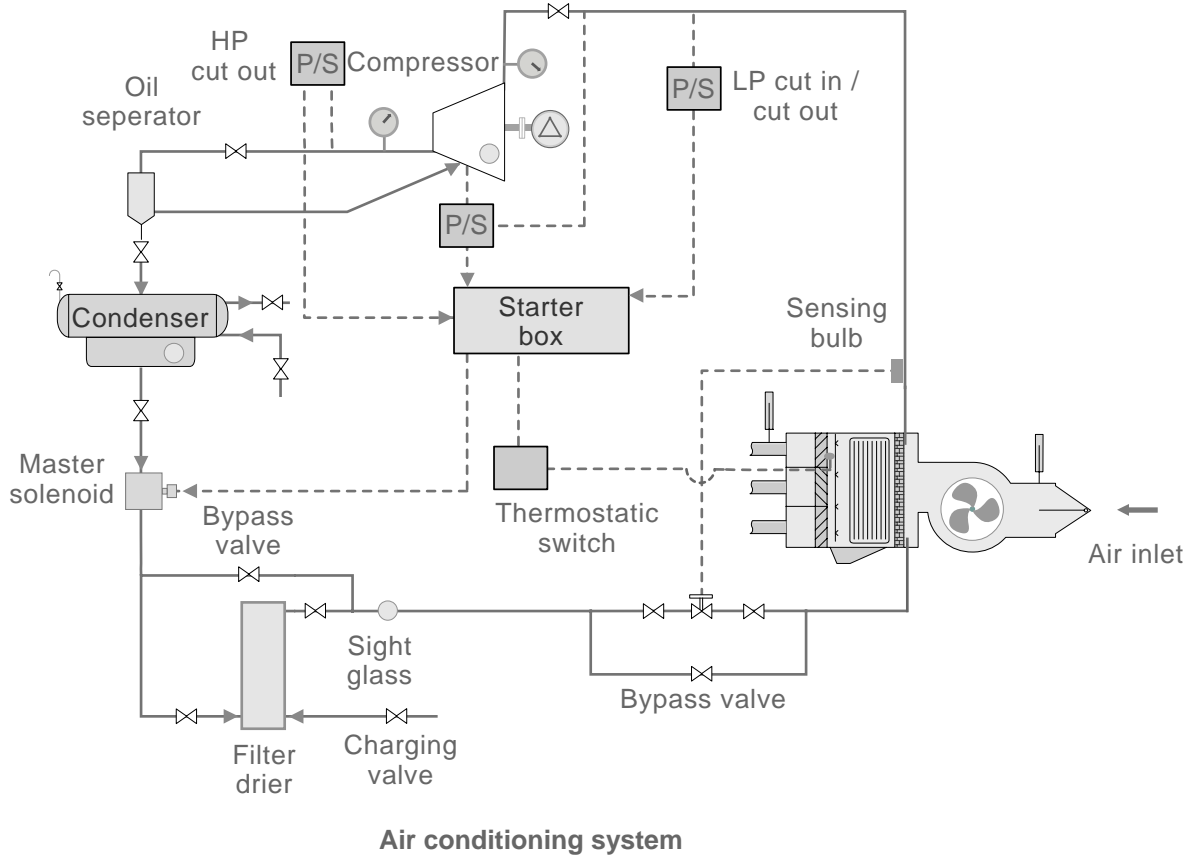 HP
cut out
P/S
Compressor
P/S
LP cut in /
cut out
Oil
seperator
P/S
Condenser
Starter
box
Sensing
bulb
Master
solenoid
Bypass
valve
Thermostatic
switch
Air inlet
Sight
glass
Bypass valve
Filter
drier
Charging
valve
Air conditioning system